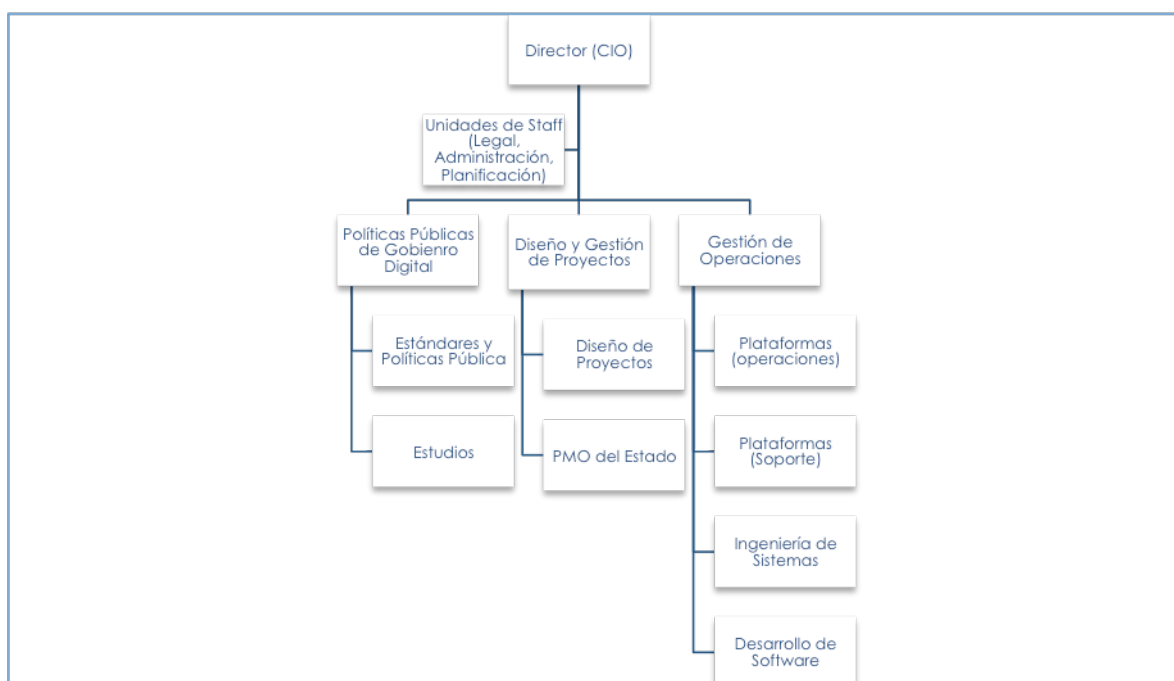 Director (CIO)
Unidades de Staff
(Legal,
Administración,
Planificación)
Políticas Públicas
de Gobienro
Digital
Estándares y
Políticas Pública
Estudios
Diseño y Gestión
de Proyectos
Diseño de
Proyectos
PMO del Estado
Gestión de
Operaciones
Plataformas
(operaciones)
Plataformas
(Soporte)
Ingeniería de
Sistemas
Desarrollo de
Software